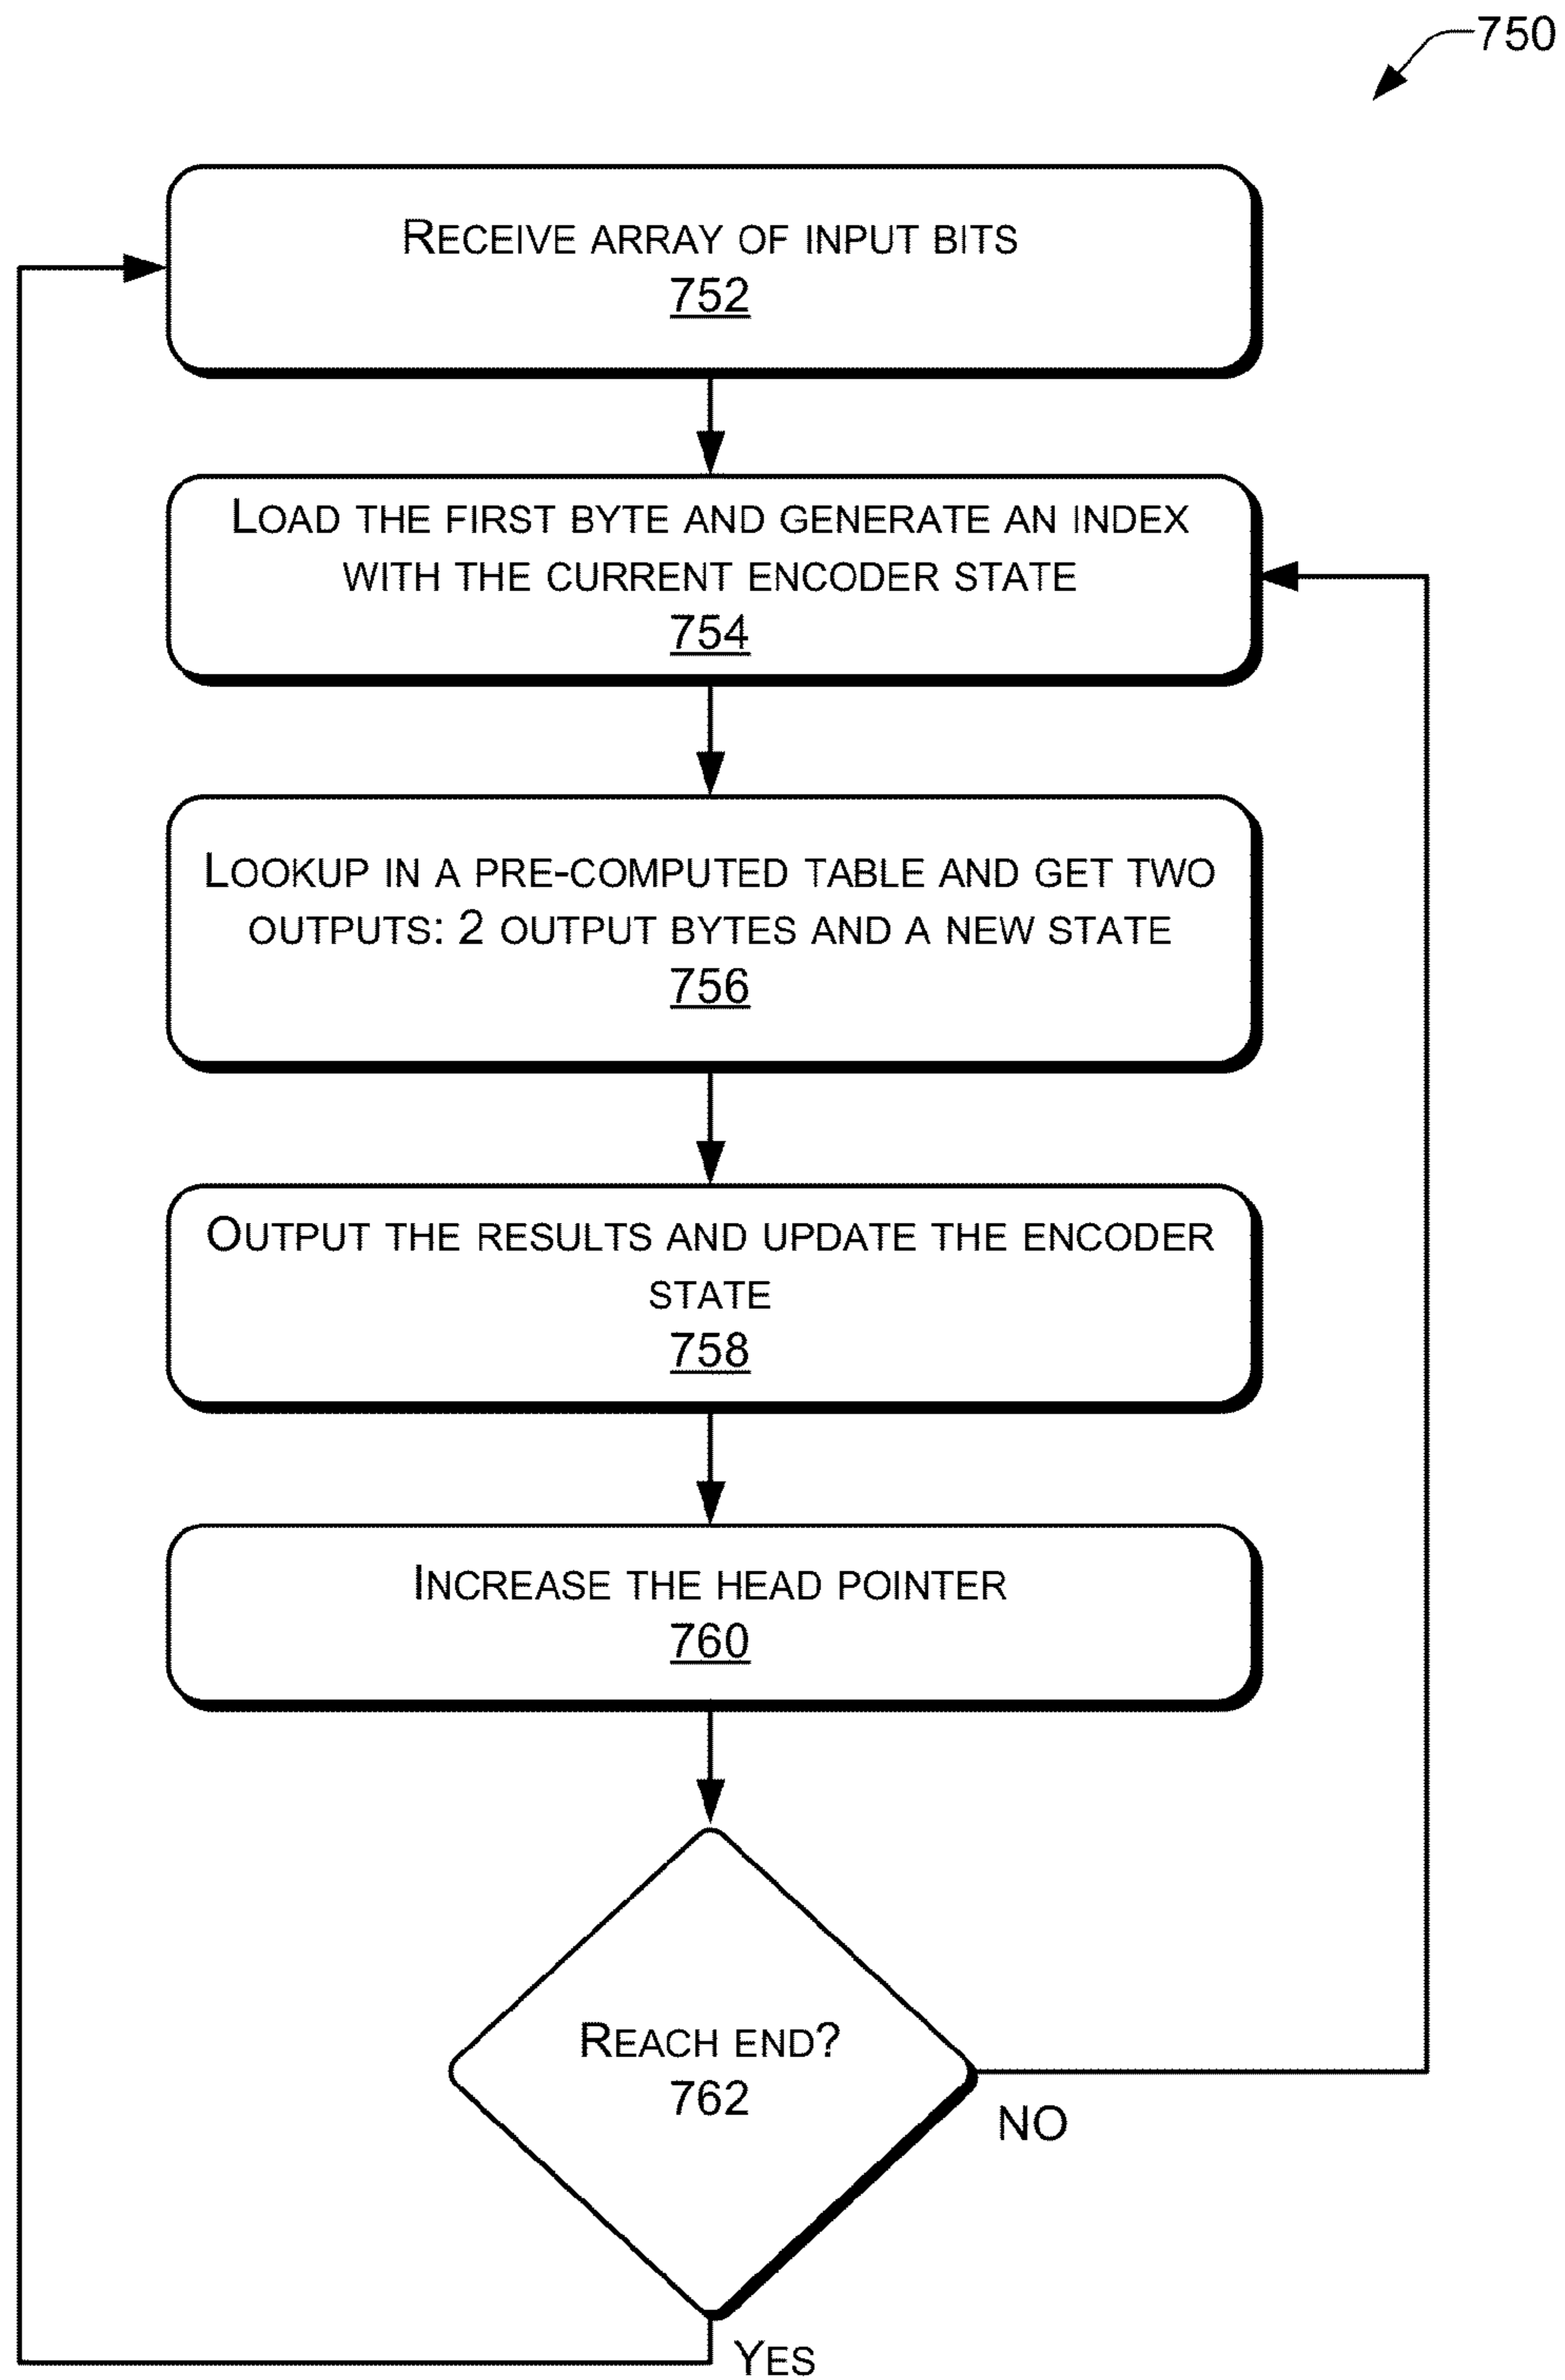 750
RECEIVE ARRAY OF INPUT BITS
752
LOAD THE FIRST BYTE AND GENERATE AN INDEX
WITH THE CURRENT ENCODER STATE
754
LOOKUP IN A PRE-COMPUTED TABLE AND GET TWO
OUTPUTS: 2 OUTPUT BYTES AND A NEW STATE
756
OUTPUT THE RESULTS AND UPDATE THE ENCODER
STATE
758
INCREASE THE HEAD POINTER
760
REACH END?
762
NO
YES